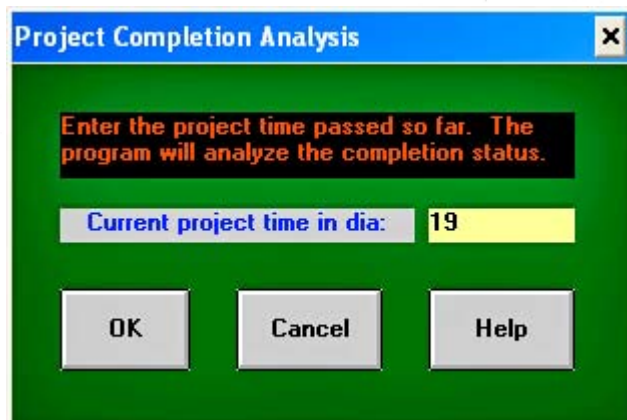 Project Completion Analysis
Enter the project time passed so far. The
program will analyze the completion status.
Current project time in dia: 19
OK Cancel Help